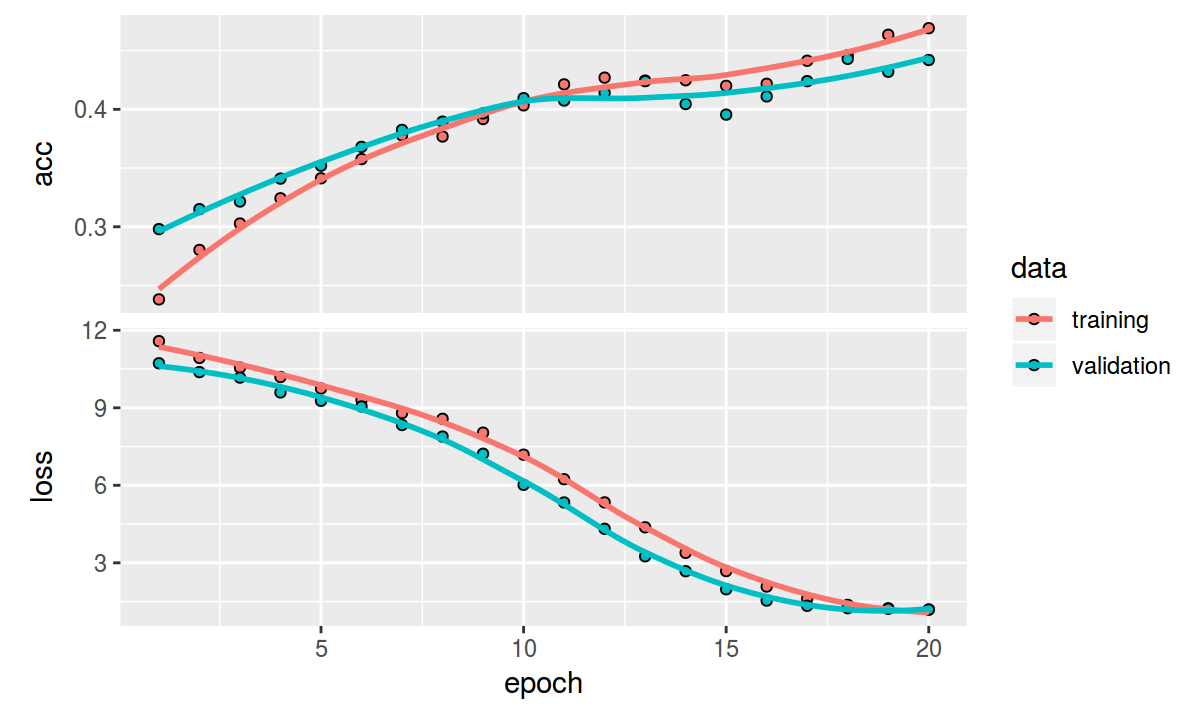 acc
0.4
0.3
loss
12
9
6
3
5 10 15 20
epoch
data
training
validation